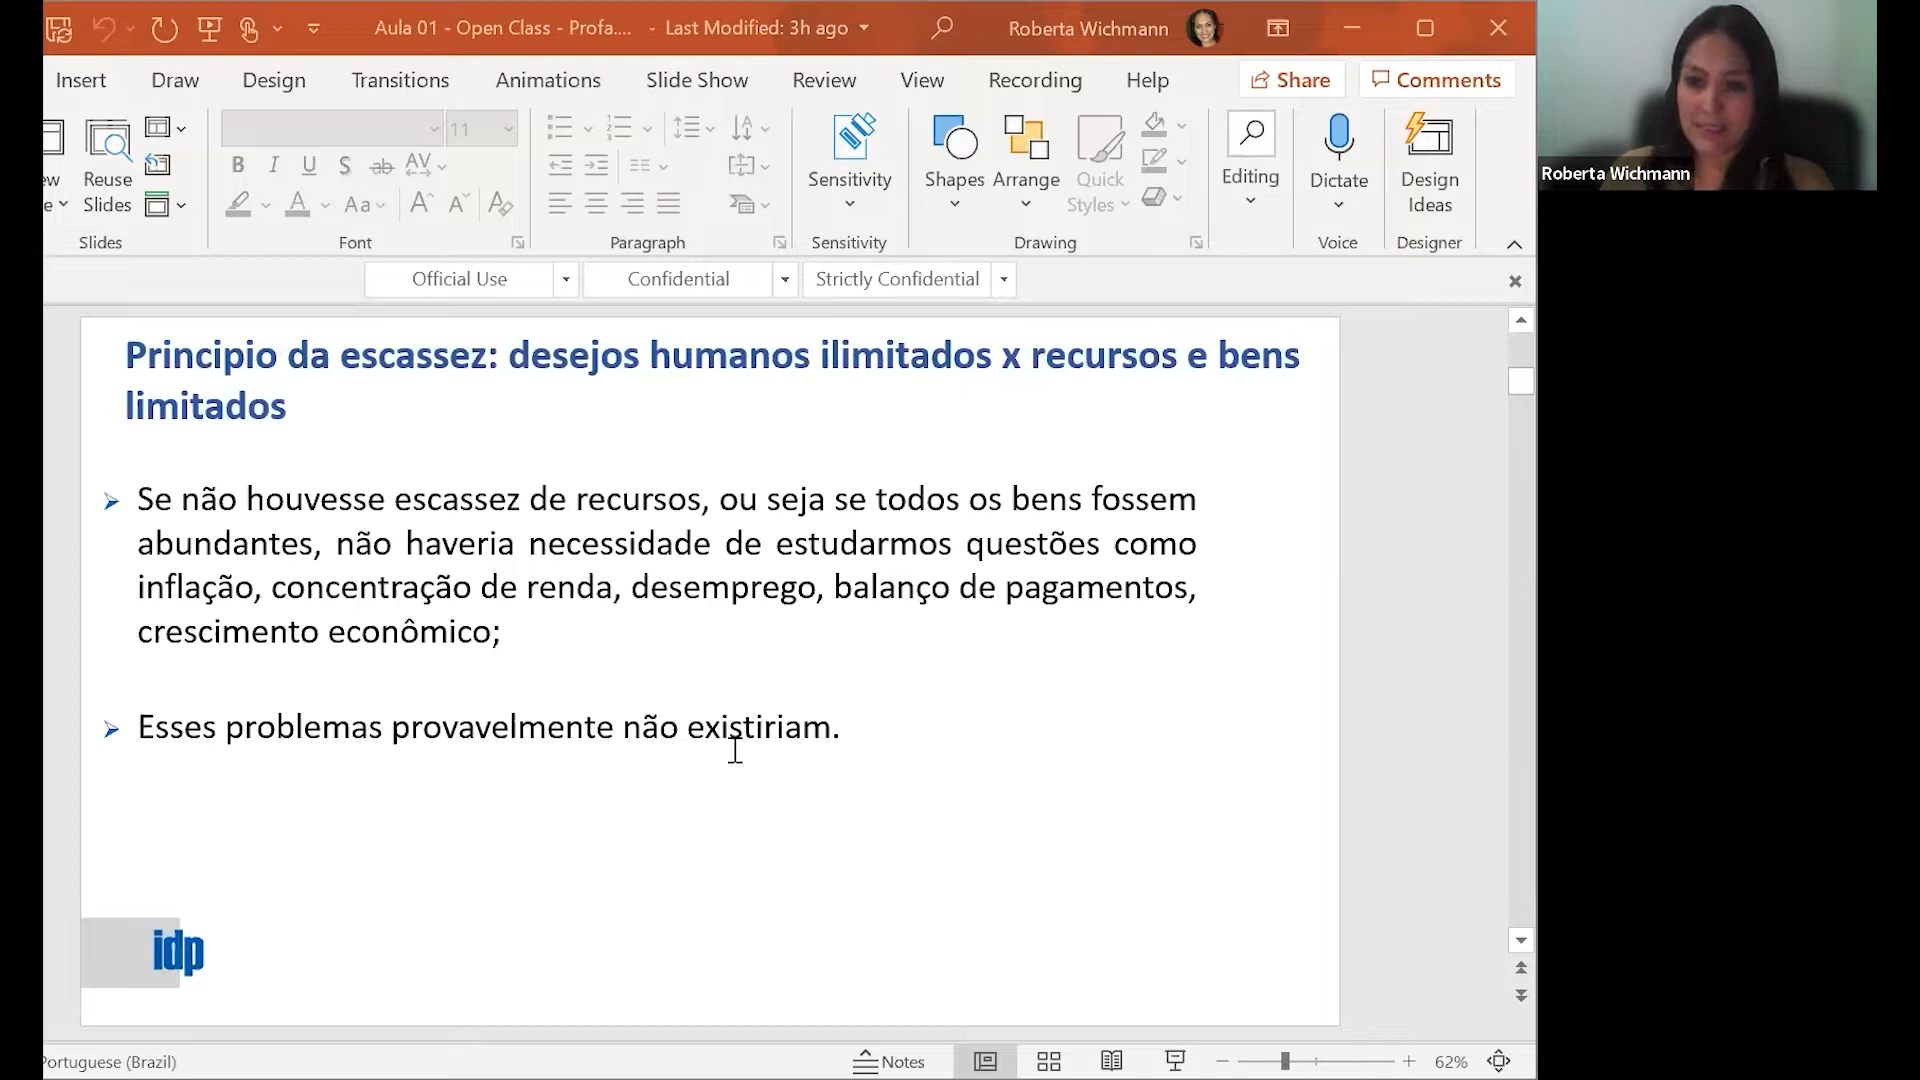 Aula 01 - Open Class - Profa.... - Last Modified: 3h ago
Roberta Wichmann
Insert Draw Design Transitions Animations Slide Show Review View Recording Help Share Comments
11
Reuse Slides
Sensitivity
Shapes
Arrange
Quick Styles
Editing
Dictate
Design Ideas
Slides Font Paragraph Sensitivity Drawing Voice Designer
Official Use Confidential Strictly Confidential
Roberta Wichmann
Principio da escassez: desejos humanos ilimitados x recursos e bens
limitados
Se não houvesse escassez de recursos, ou seja se todos os bens fossem
abundantes, não haveria necessidade de estudarmos questões como
inflação, concentração de renda, desemprego, balanço de pagamentos,
crescimento econômico;
Esses problemas provavelmente não existiriam.
idp
Portuguese (Brazil) Notes 62%